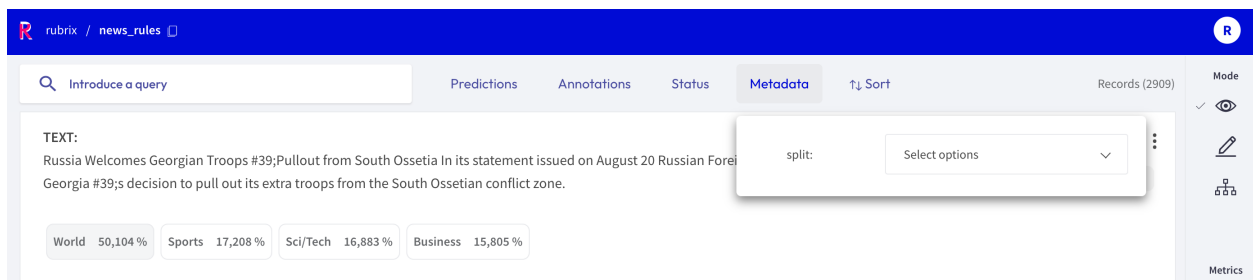 R rubrix / news_rules R
Introduce a query Predictions Annotations Status Metadata Sort Records (2909) Mode
TEXT:
Russia Welcomes Georgian Troops #39;Pullout from South Ossetia In its statement issued on August 20 Russian Forei
split: Select options
Georgia #39;s decision to pull out its extra troops from the South Ossetian conflict zone.
World 50,104 % Sports 17,208 % Sci/Tech 16,883 % Business 15,805 %
Metrics